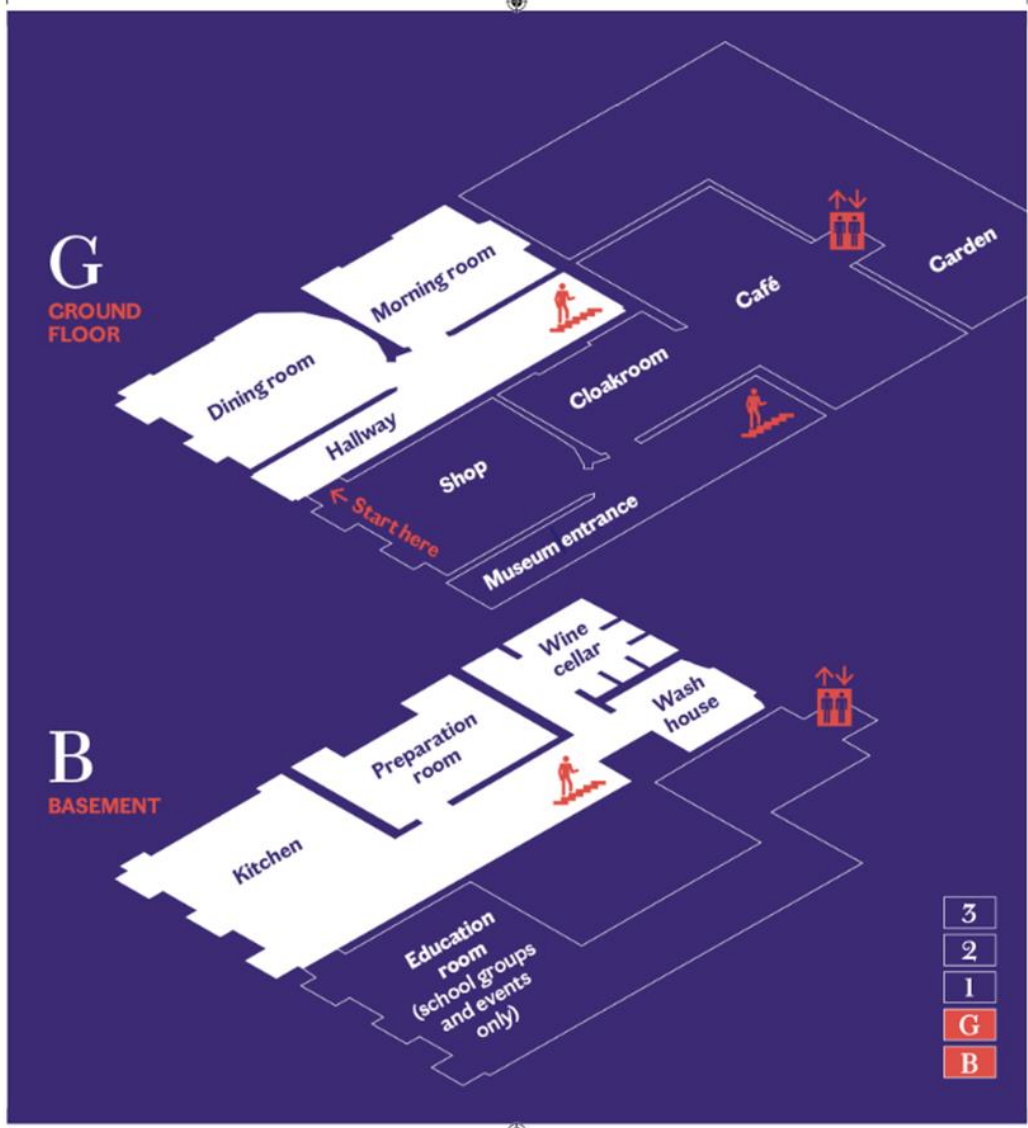 G
GROUND
FLOOR
Garden
Morning room
Café
Dining room
Cloakroom
Hallway
Shop
← Start here
Museum entrance
B
BASEMENT
Wine
cellar
Wash
house
Preparation
room
Kitchen
Education
room
(school groups
and events
only)
3
2
1
G
B